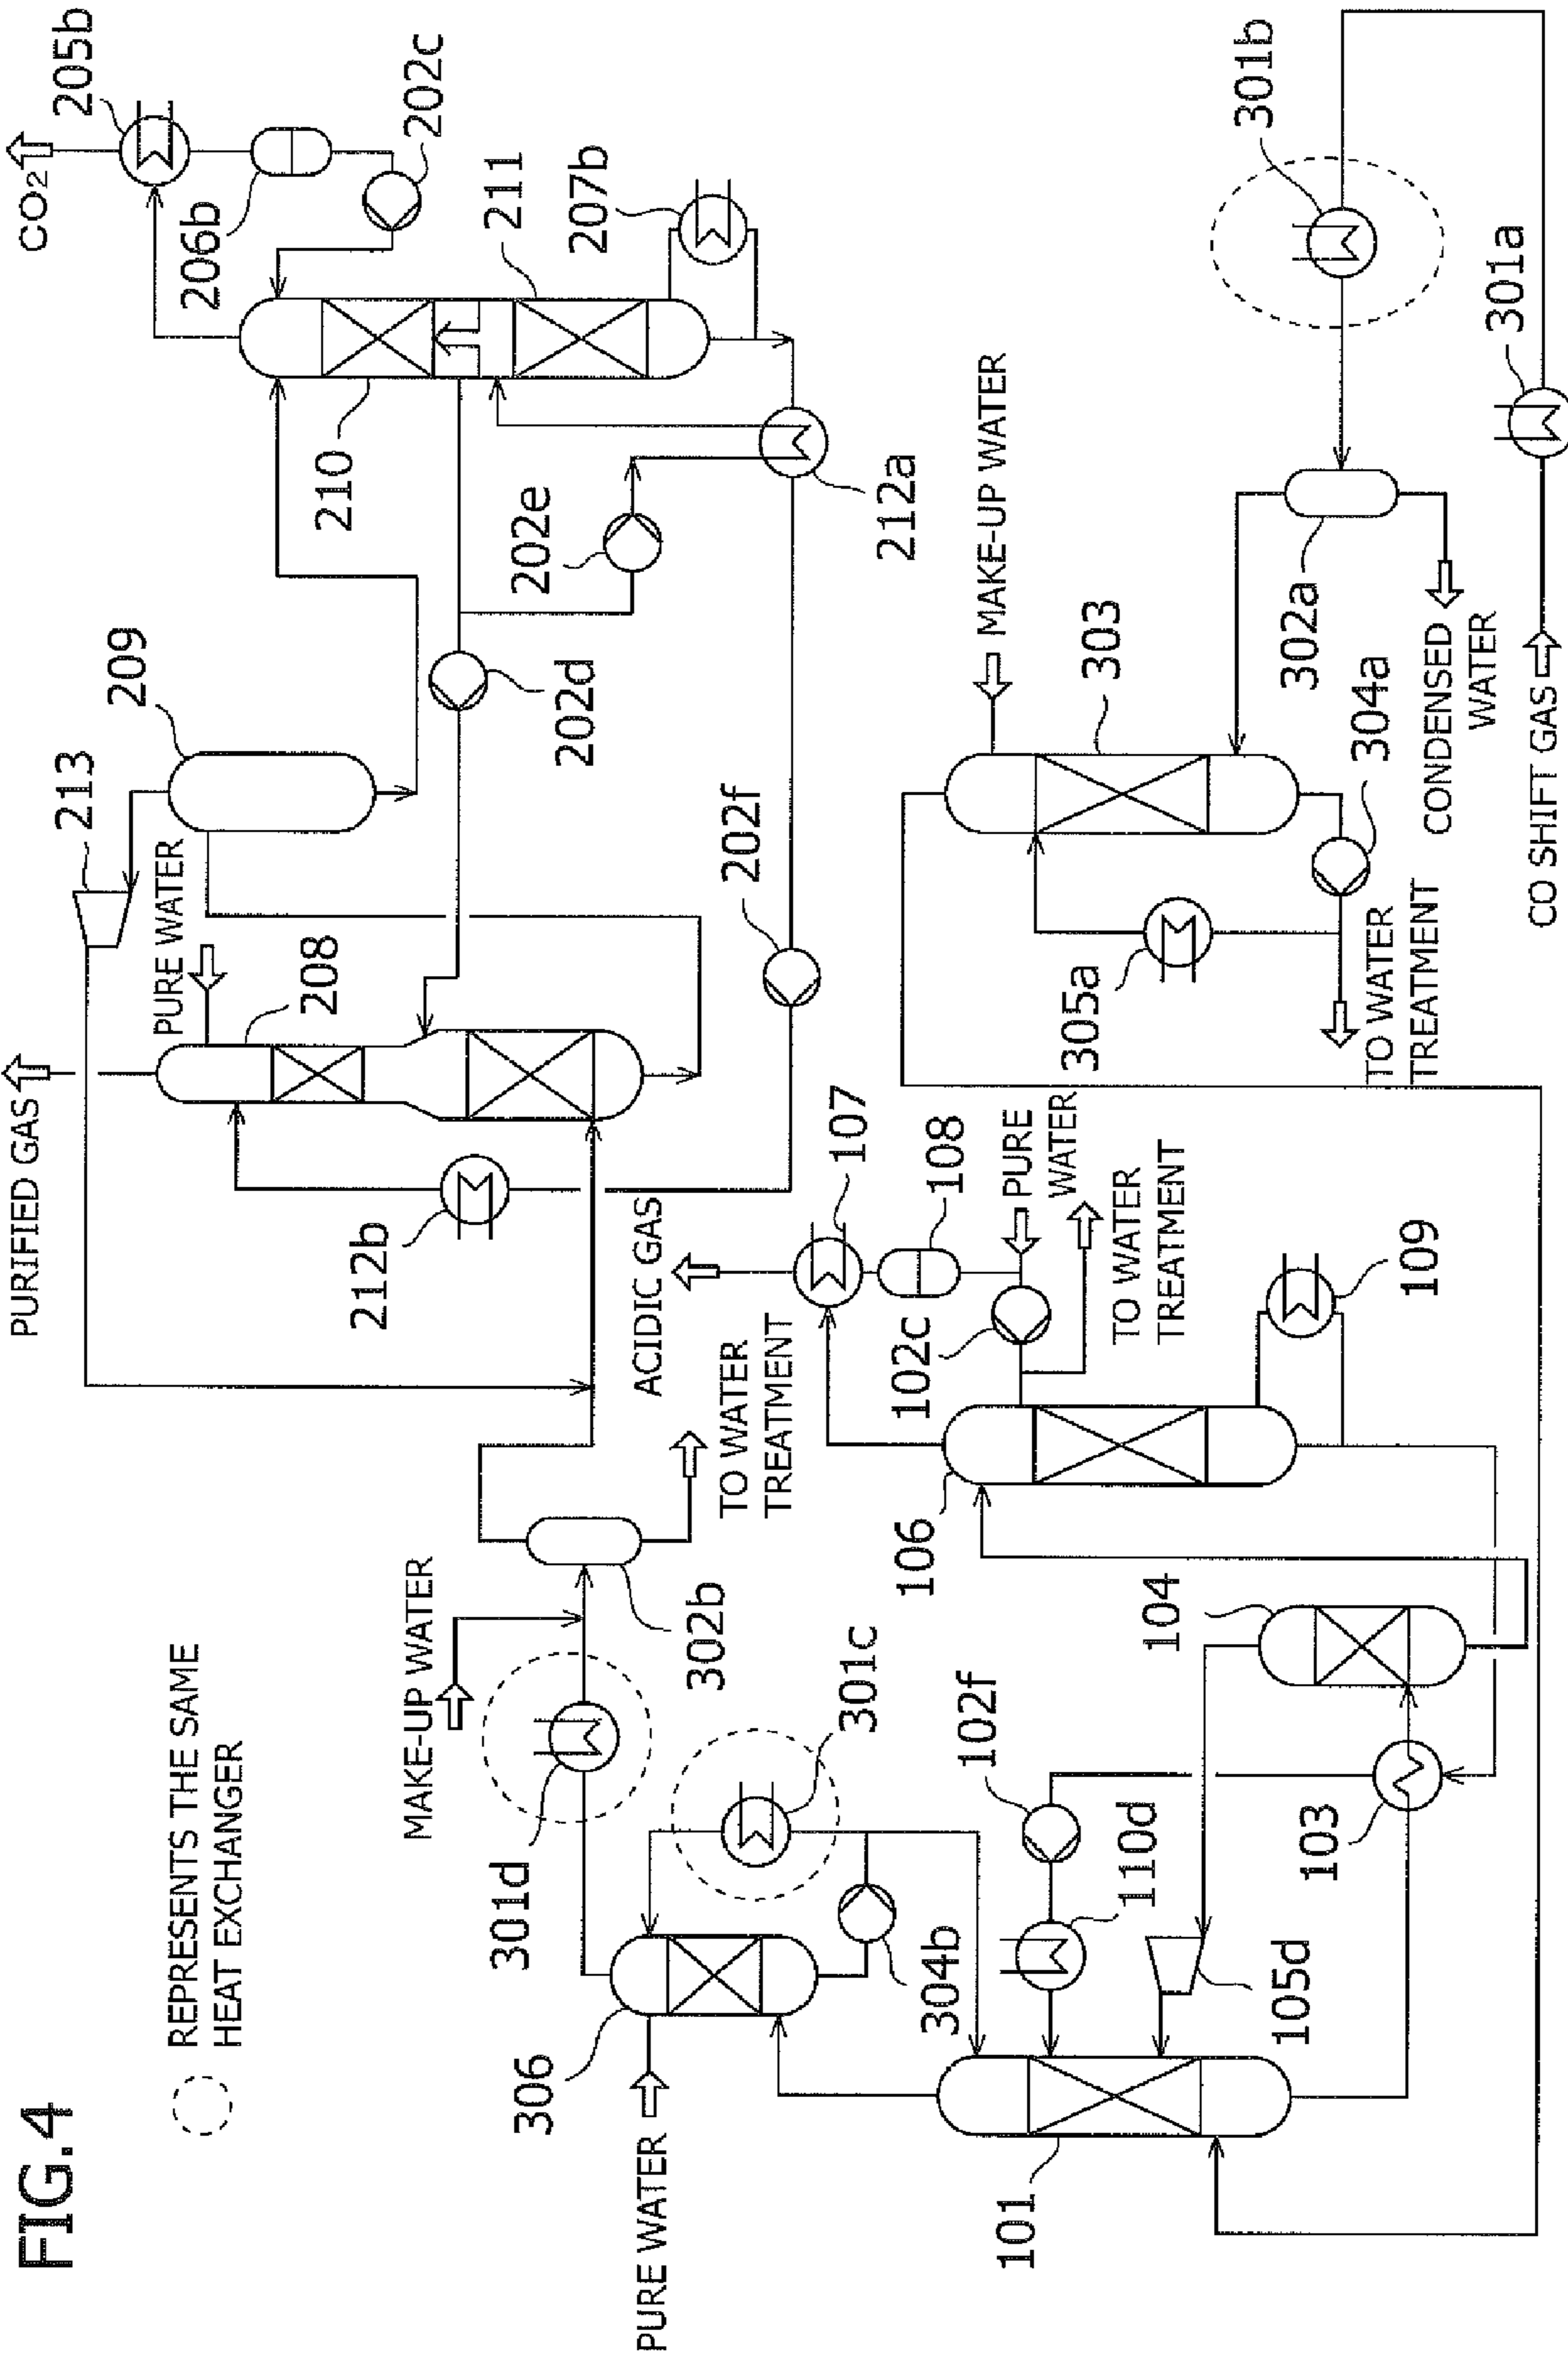 FIG.4
REPRESENTS THE SAME
HEAT EXCHANGER
PURIFIED GAS
PURE WATER
213
209
208
212b
202d
202f
CO2
205b
206b
202c
210
211
207b
202e
212a
MAKE-UP WATER
301d
302b
TO WATER
TREATMENT
306
301c
304b
PURE WATER
ACIDIC GAS
107
108
PURE
WATER
102c
TO WATER
TREATMENT
106
109
101
102f
110d
105d
103
104
MAKE-UP WATER
303
305a
304a
TO WATER
TREATMENT
302a
CONDENSED
WATER
301b
301a
CO SHIFT GAS